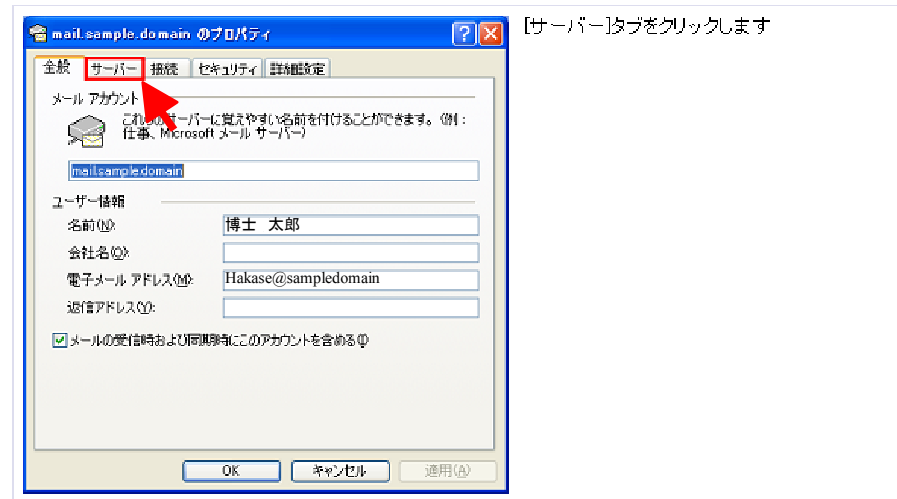 mail.sample.domain のプロパティ
[サーバー]タブをクリックします
全般 サーバー 接続 セキュリティ 詳細設定
メール アカウント
サーバーに覚えやすい名前を付けることができます。(例:
仕事、Microsoft メール サーバー)
mail.sample.domain
ユーザー情報
名前(N):
博士 太郎
会社名(O):
電子メール アドレス(M):
Hakase@sampledomain
返信アドレス(Y):
メールの受信時および同期時にこのアカウントを含める(I)
OK キャンセル 適用(A)